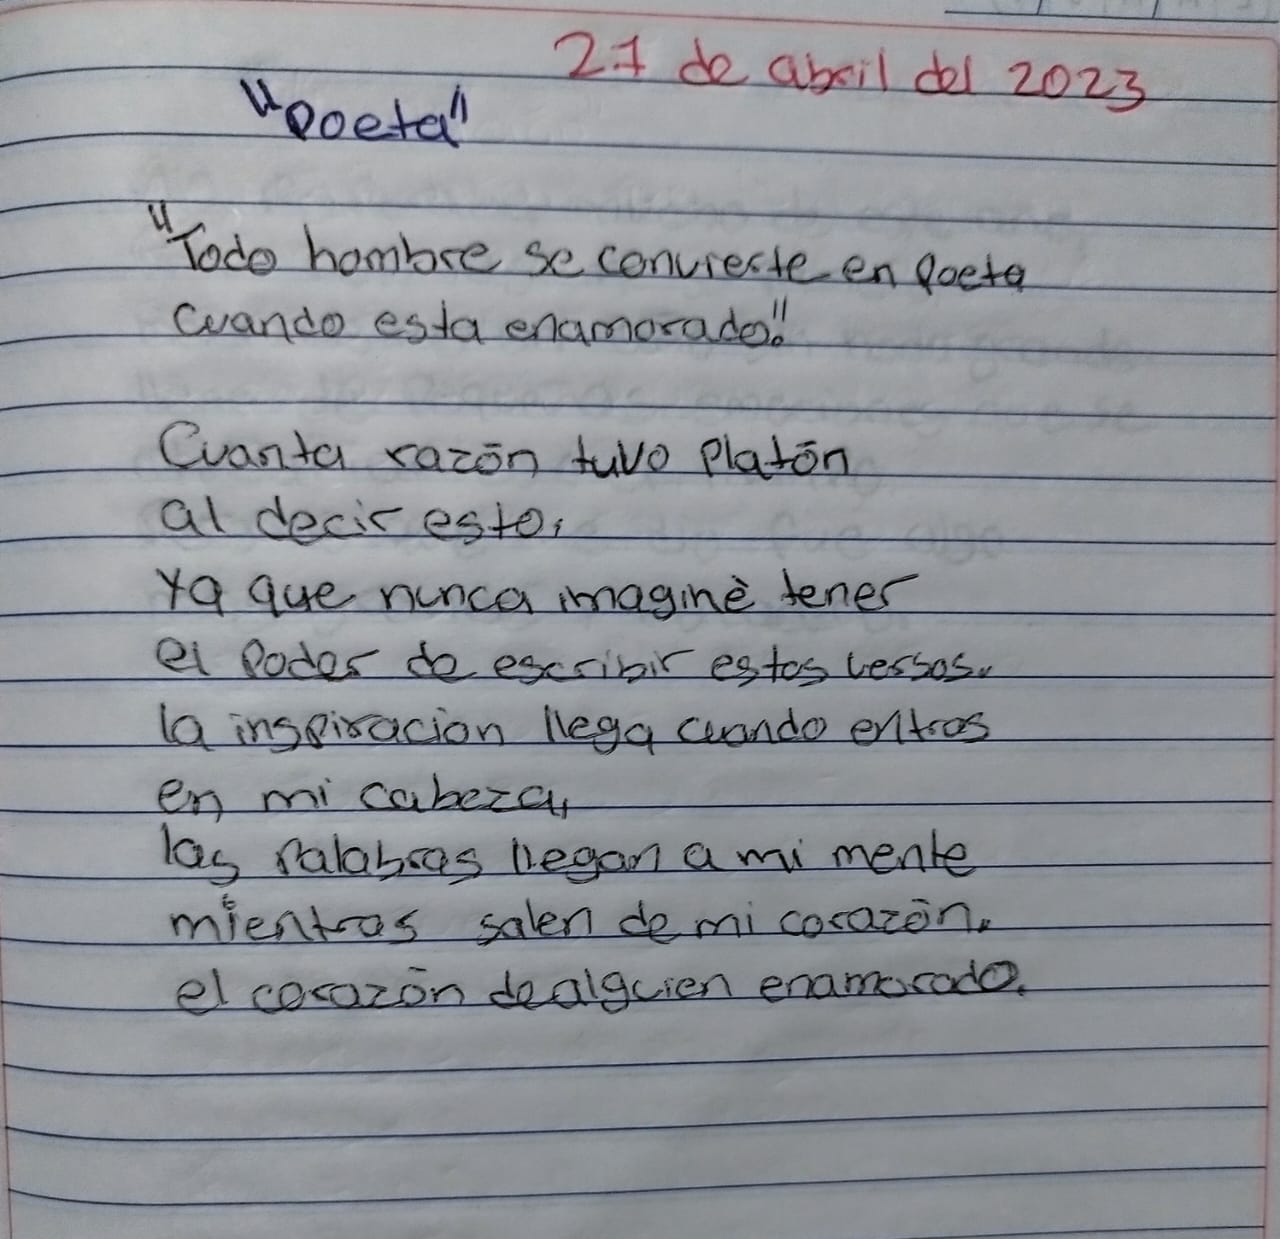 21 de abril del 2023
"Poeta"
"Todo hombre se convierte en Poeta
cuando esta enamorado."
Cuanta razón tuvo Platón
al decir esto,
Ya que nunca imaginè tener
el Poder de escribir estos versos.
la inspiracion llega cuando entras
en mi cabeza,
las Palabras llegan a mi mente
mientras salen de mi corazón.
el corazón de alguien enamorado.